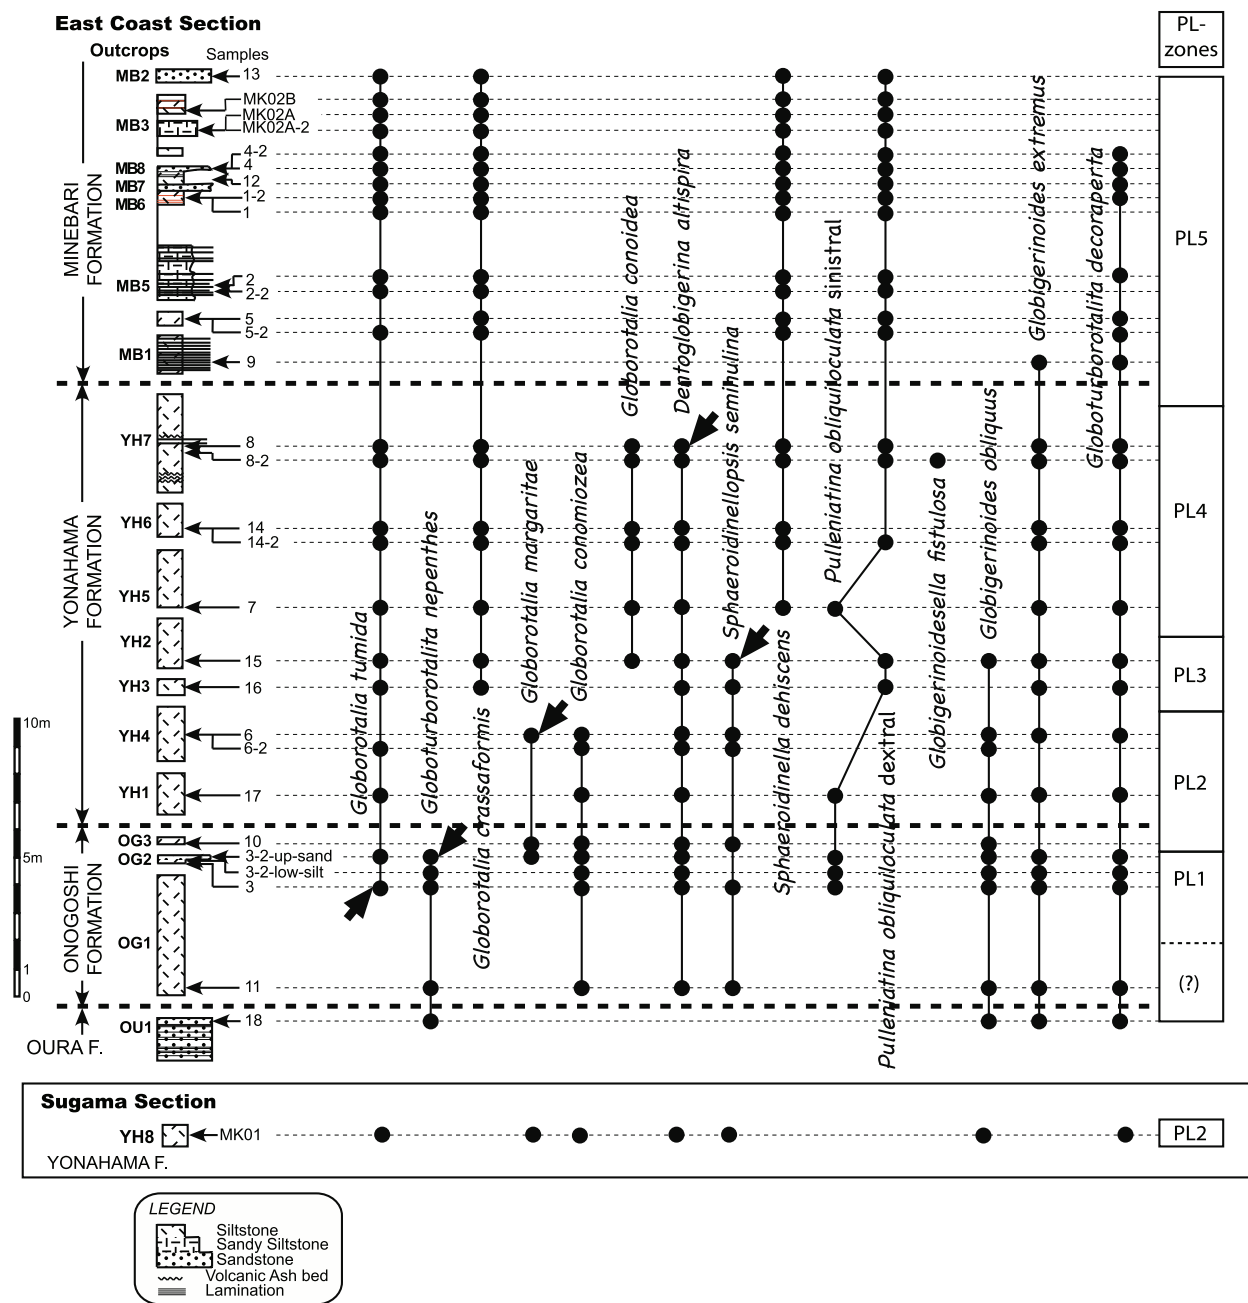 East Coast Section
Outcrops
Samples
PL-
zones
MB2
13
MK02B
MK02A
MB3
MK02A-2
4-2
MB8
4
MB7
12
MB6
1-2
1
MB5
2
2-2
5
5-2
MB1
9
MINEBARI
FORMATION
YH7
8
8-2
YH6
14
14-2
YH5
7
YH2
15
YH3
16
YH4
6
6-2
YH1
17
YONAHAMA
FORMATION
OG3
10
OG2
3-2-up-sand
3-2-low-silt
3
OG1
11
ONOGOSHI
FORMATION
OU1
18
OURA F.
10m
5m
1
0
Globorotalia tumida
Globoturborotalita nepenthes
Globorotalia crassaformis
Globorotalia margaritae
Globorotalia conomiozea
Globorotalia conoidea
Dentoglobigerina altispira
Sphaeroidinellopsis seminulina
Sphaeroidinella dehiscens
Pulleniatina obliquiloculata sinistral
Pulleniatina obliquiloculata dextral
Globigerinoidesella fistulosa
Globigerinoides obliquus
Globigerinoides extremus
Globoturborotalita decoraperta
PL5
PL4
PL3
PL2
PL1
(?)
Sugama Section
YH8
MK01
PL2
YONAHAMA F.
LEGEND
Siltstone
Sandy Siltstone
Sandstone
Volcanic Ash bed
Lamination